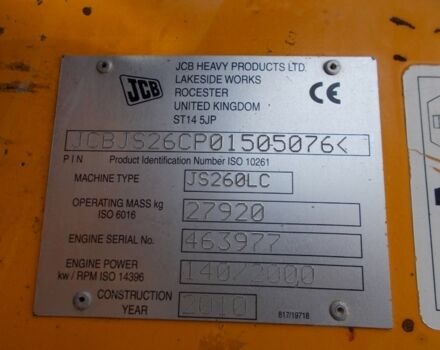 JCB HEAVY PRODUCTS LTD.
LAKESIDE WORKS
ROCESTER
UNITED KINGDOM
ST14 5JP
JCB
CE
JCBJS26CP01505076<
PIN Product Identification Number ISO 10261
MACHINE TYPE JS260LC
OPERATING MASS kg
ISO 6016 27920
ENGINE SERIAL No. 463977
ENGINE POWER
kw / RPM ISO 14396 140/2000
CONSTRUCTION
YEAR 2010
817/19718